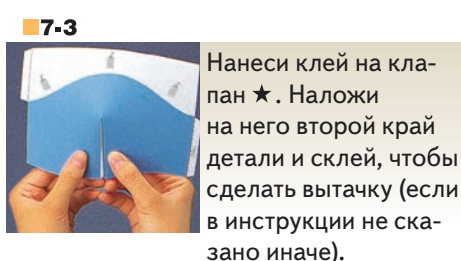 7-3
Нанеси клей на кла-
пан ★. Наложи
на него второй край
детали и склей, чтобы
сделать вытачку (если
в инструкции не ска-
зано иначе).